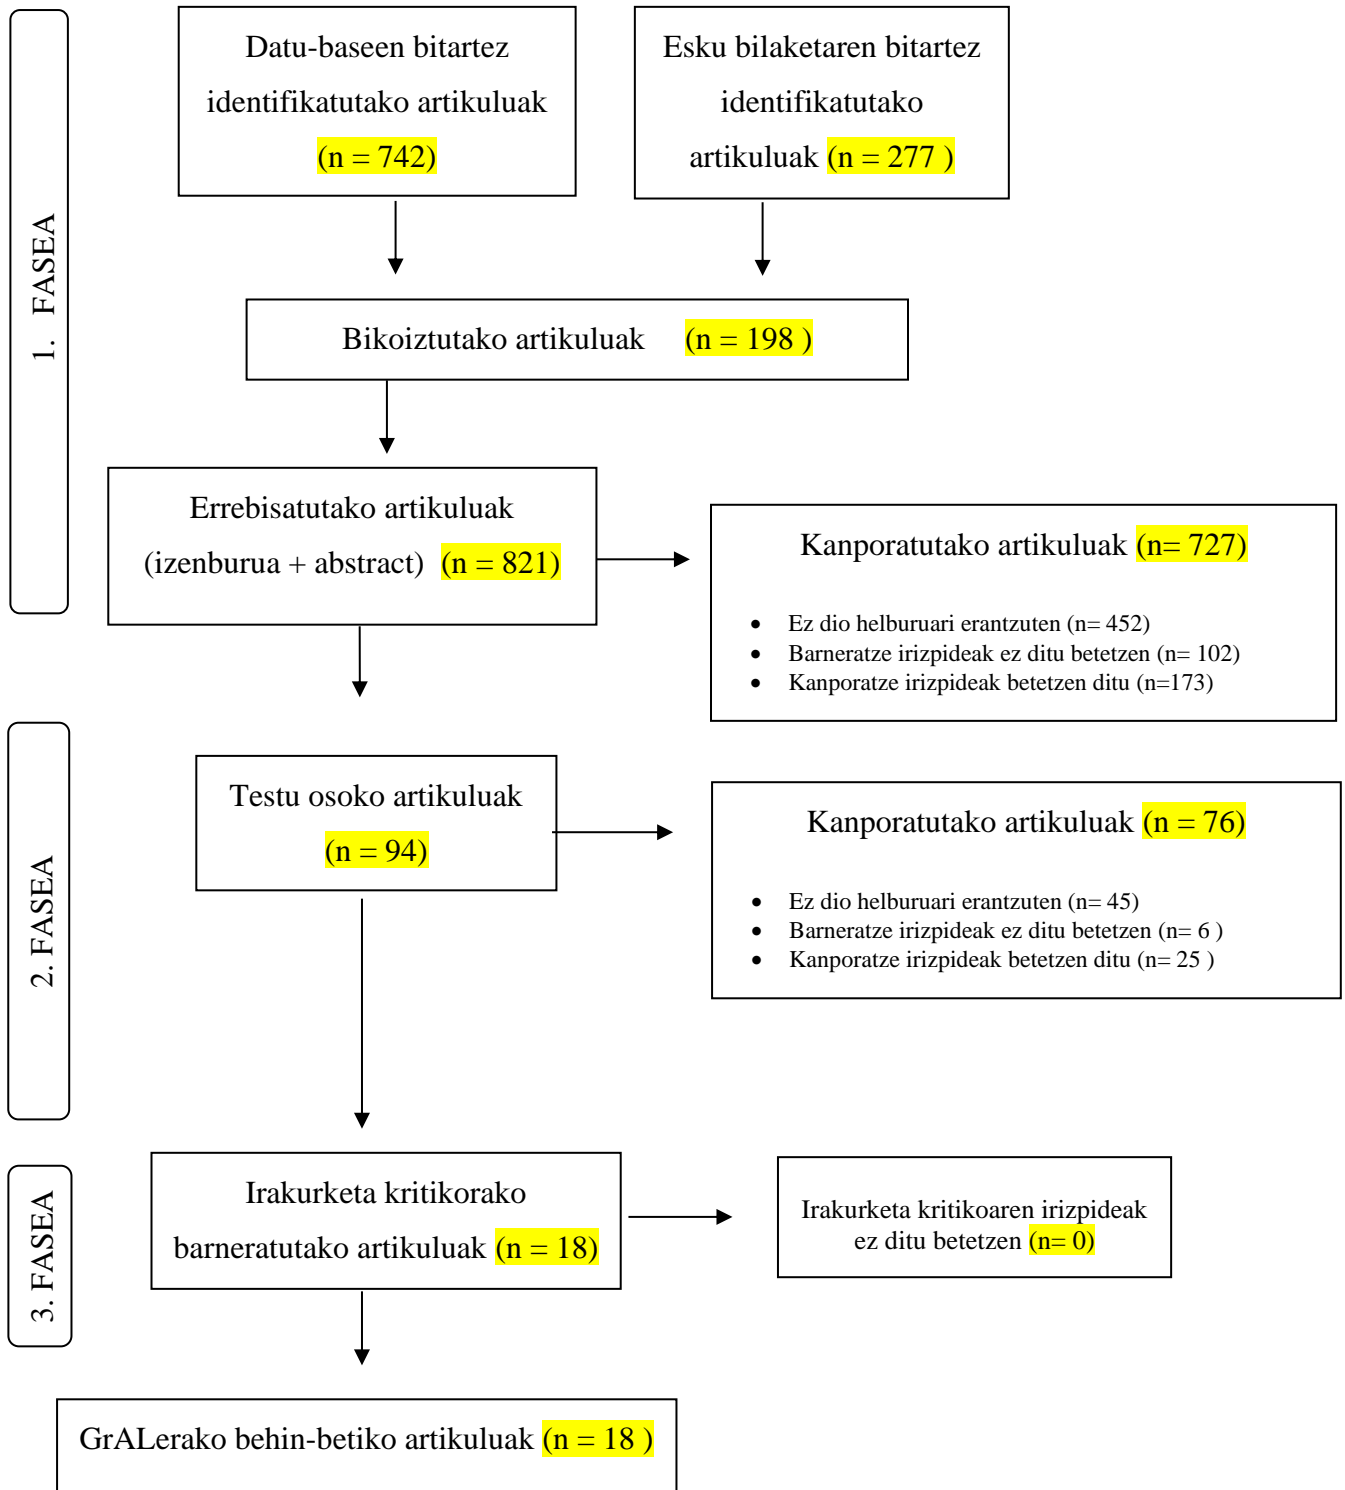 1. FASEA
Datu-baseen bitartez
identifikatutako artikuluak
(n = 742)
Esku bilaketaren bitartez
identifikatutako
artikuluak (n = 277 )
Bikoiztutako artikuluak (n = 198 )
Errebisatutako artikuluak
(izenburua + abstract) (n = 821)
Kanporatutako artikuluak (n= 727)
• Ez dio helburuari erantzuten (n= 452)
• Barneratze irizpideak ez ditu betetzen (n= 102)
• Kanporatze irizpideak betetzen ditu (n=173)
2. FASEA
Testu osoko artikuluak
(n = 94)
Kanporatutako artikuluak (n = 76)
• Ez dio helburuari erantzuten (n= 45)
• Barneratze irizpideak ez ditu betetzen (n= 6 )
• Kanporatze irizpideak betetzen ditu (n= 25 )
3. FASEA
Irakurketa kritikorako
barneratutako artikuluak (n = 18)
Irakurketa kritikoaren irizpideak
ez ditu betetzen (n= 0)
GrALerako behin-betiko artikuluak (n = 18 )